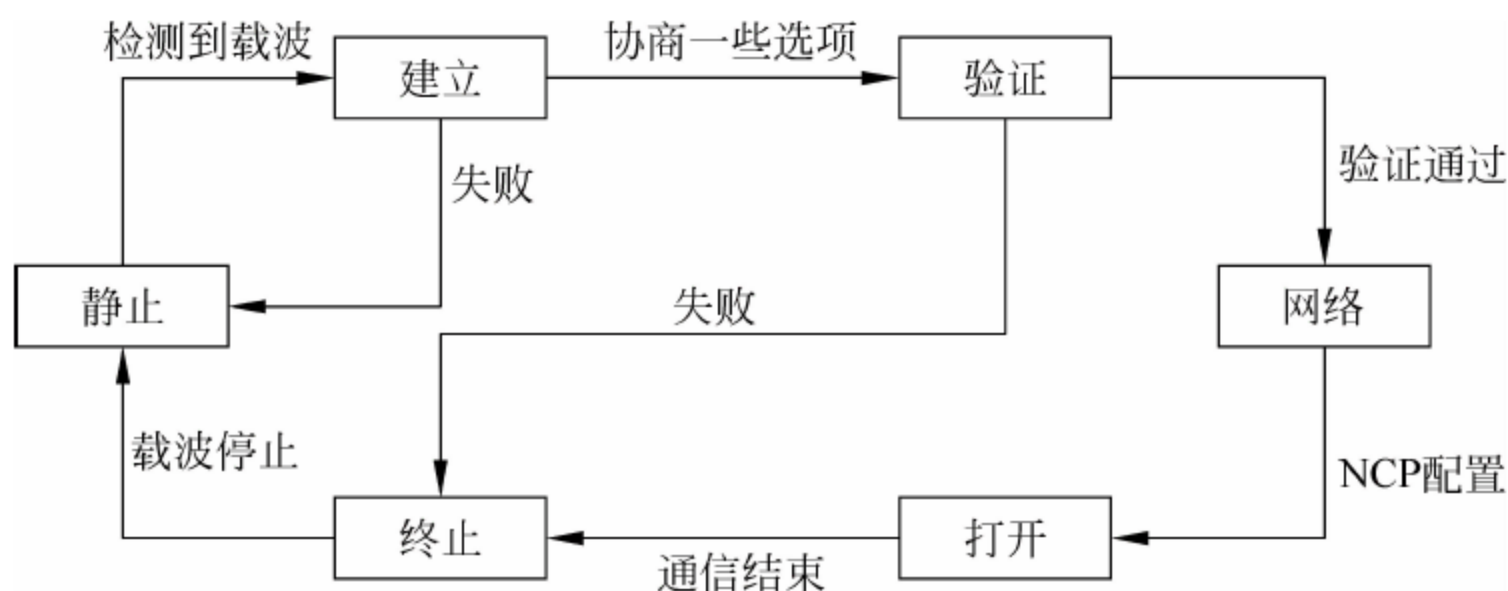 检测到载波
建立
协商一些选项
验证
失败
验证通过
静止
失败
网络
载波停止
NCP配置
终止
通信结束
打开